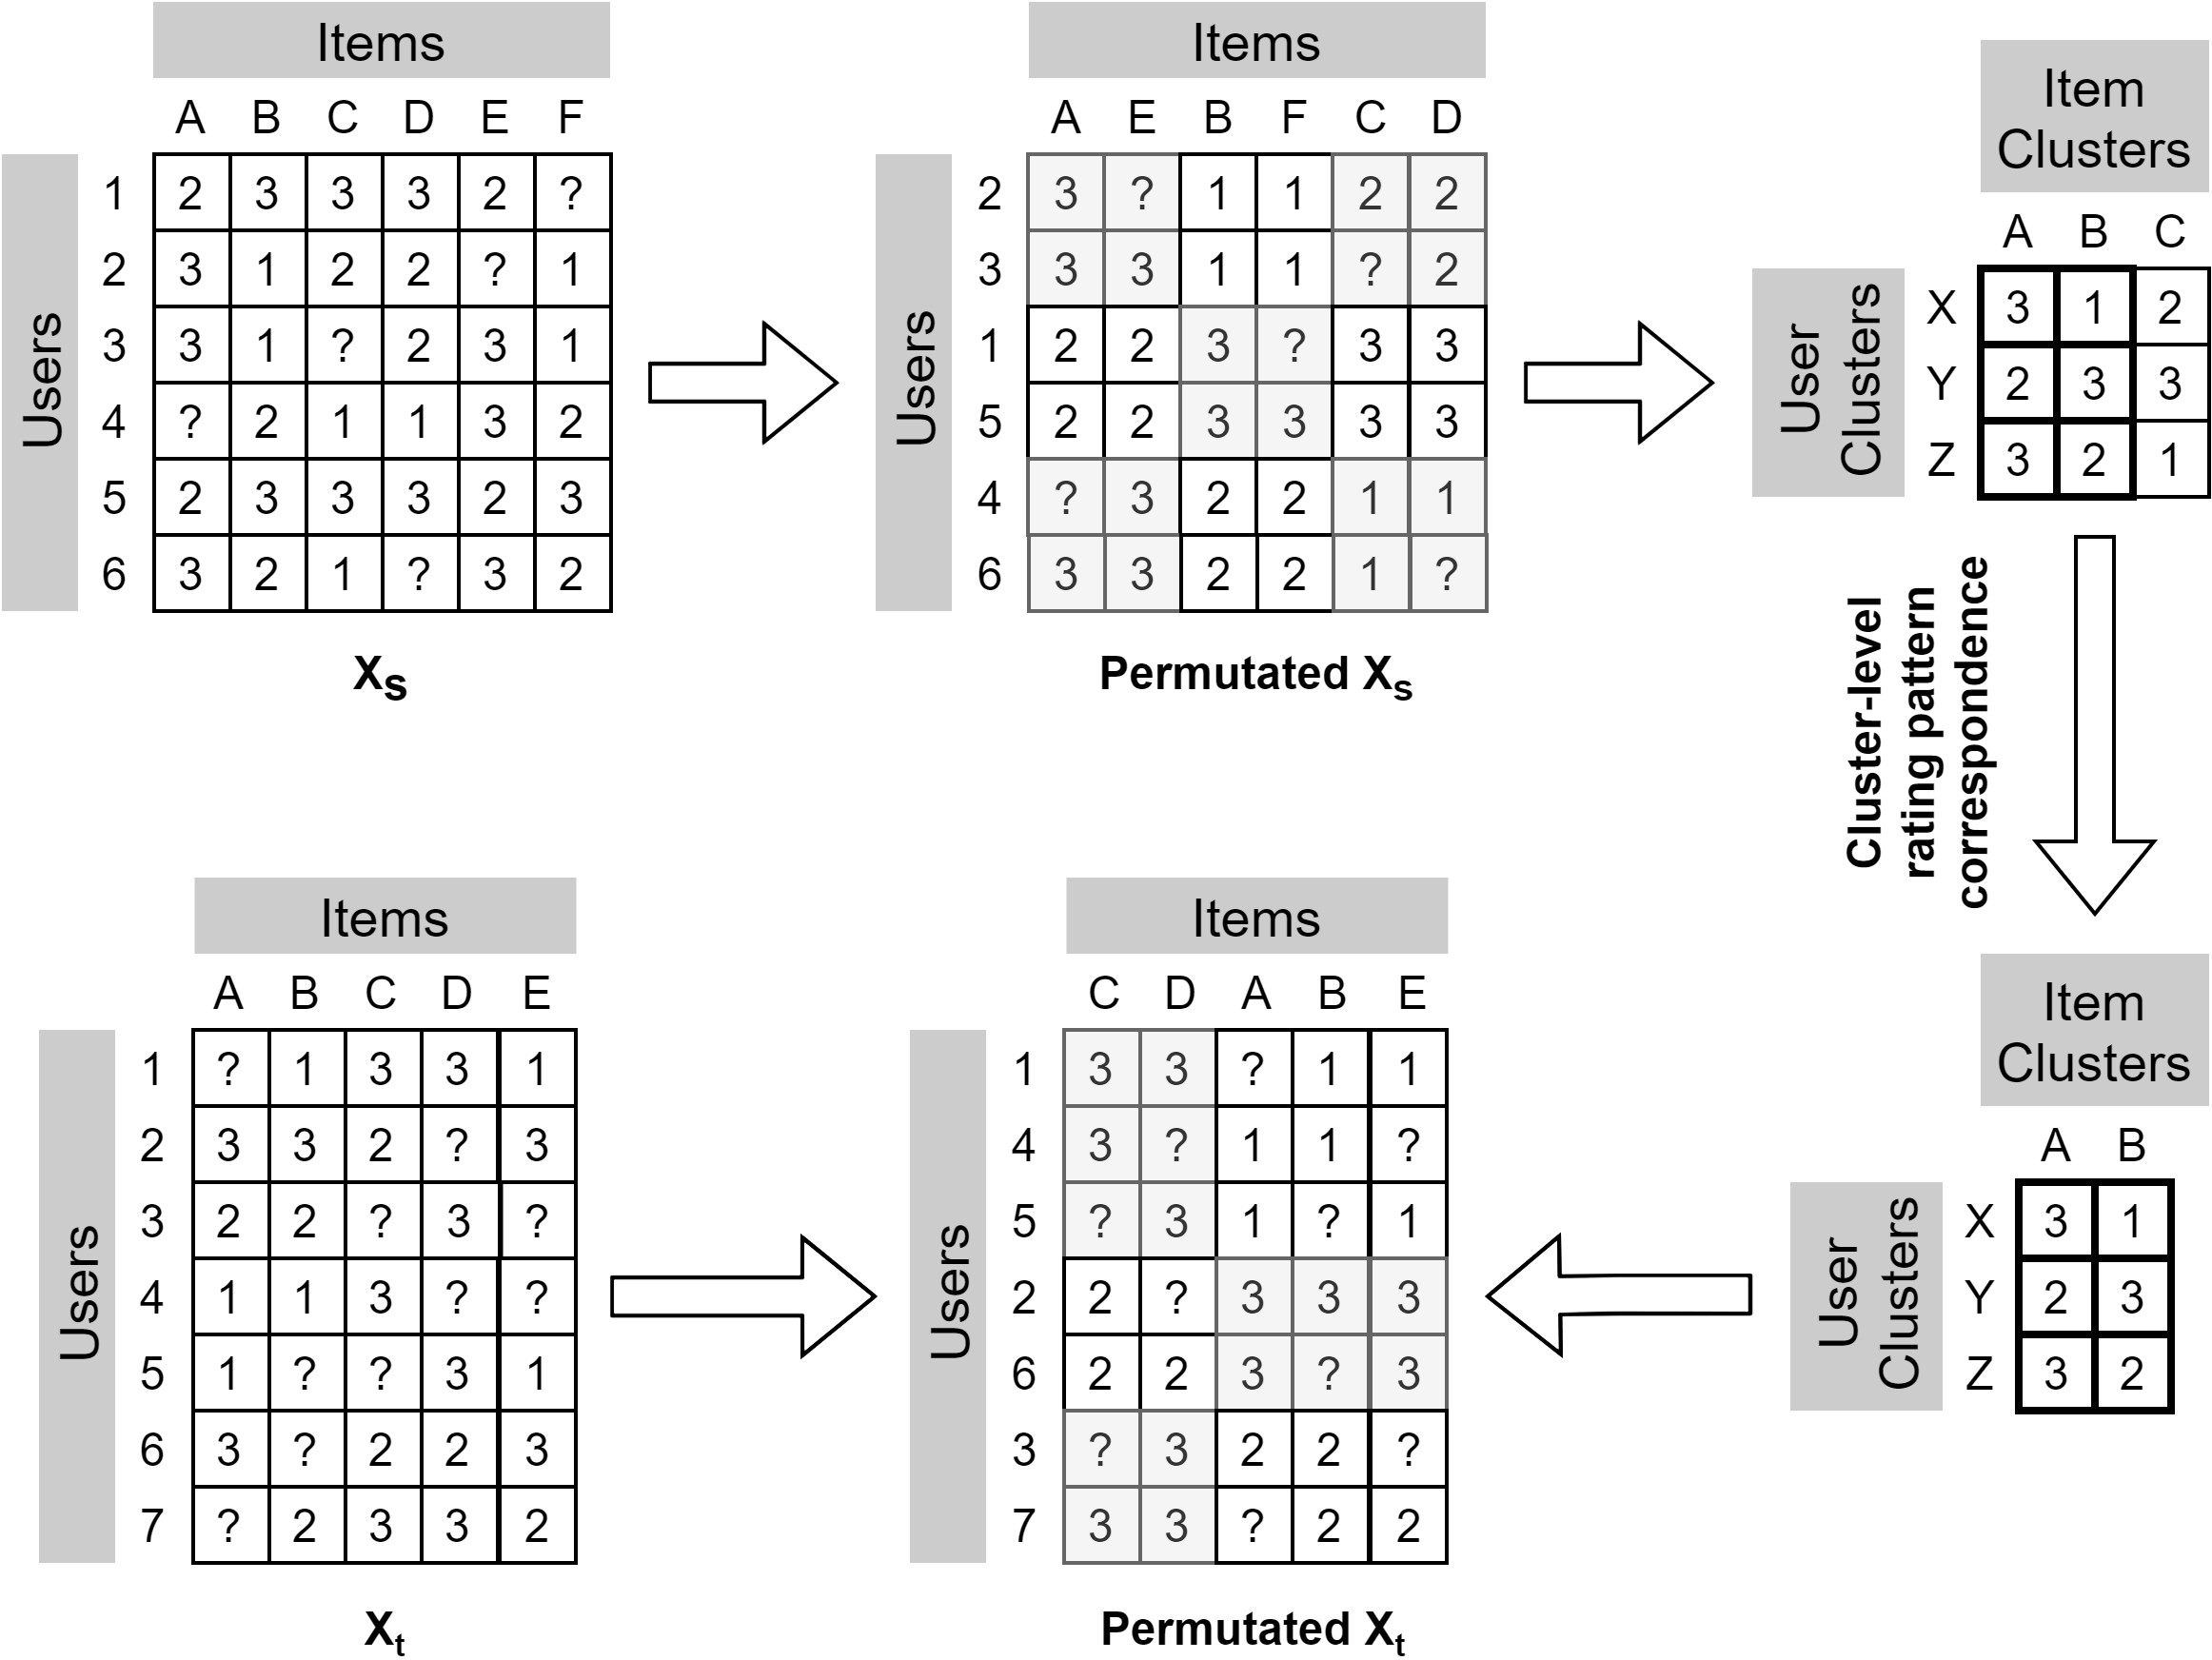 Items
A B C D E F
Users
1 2 3 3 3 2 ?
2 3 1 2 2 ? 1
3 3 1 ? 2 3 1
4 ? 2 1 1 3 2
5 2 3 3 3 2 3
6 3 2 1 ? 3 2
Xs
Items
A E B F C D
Users
2 3 ? 1 1 2 2
3 3 3 1 1 ? 2
1 2 2 3 ? 3 3
5 2 2 3 3 3 3
4 ? 3 2 2 1 1
6 3 3 2 2 1 ?
Permutated Xs
Item
Clusters
A B C
User
Clusters
X 3 1 2
Y 2 3 3
Z 3 2 1
Cluster-level
rating pattern
correspondence
Items
A B C D E
Users
1 ? 1 3 3 1
2 3 3 2 ? 3
3 2 2 ? 3 ?
4 1 1 3 ? ?
5 1 ? ? 3 1
6 3 ? 2 2 3
7 ? 2 3 3 2
Xt
Items
C D A B E
Users
1 3 3 ? 1 1
4 3 ? 1 1 ?
5 ? 3 1 ? 1
2 2 ? 3 3 3
6 2 2 3 ? 3
3 ? 3 2 2 ?
7 3 3 ? 2 2
Permutated Xt
Item
Clusters
A B
User
Clusters
X 3 1
Y 2 3
Z 3 2